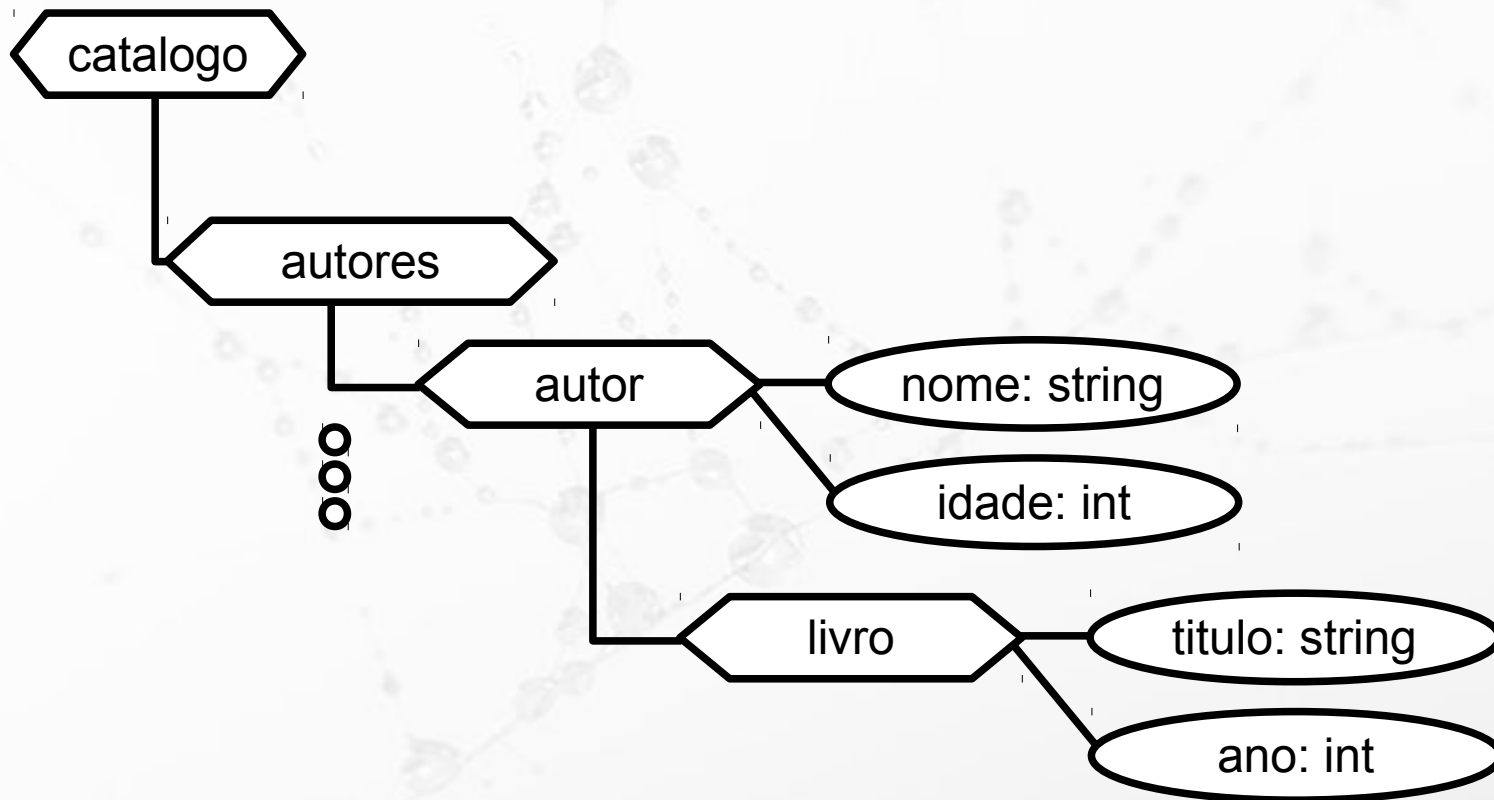 catalogo
autores
autor
nome: string
idade: int
livro
titulo: string
ano: int